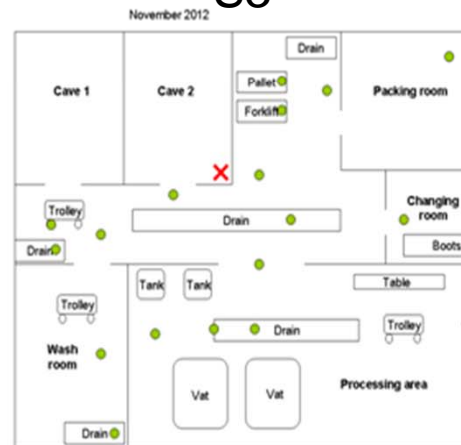 November 2012
Drain
Cave 1
Cave 2
Pallet
Packing room
Forklift
Trolley
Changing
room
Drain
Drain
Boots
Tank
Tank
Table
Trolley
Drain
Trolley
Wash
room
Vat
Vat
Processing area
Drain